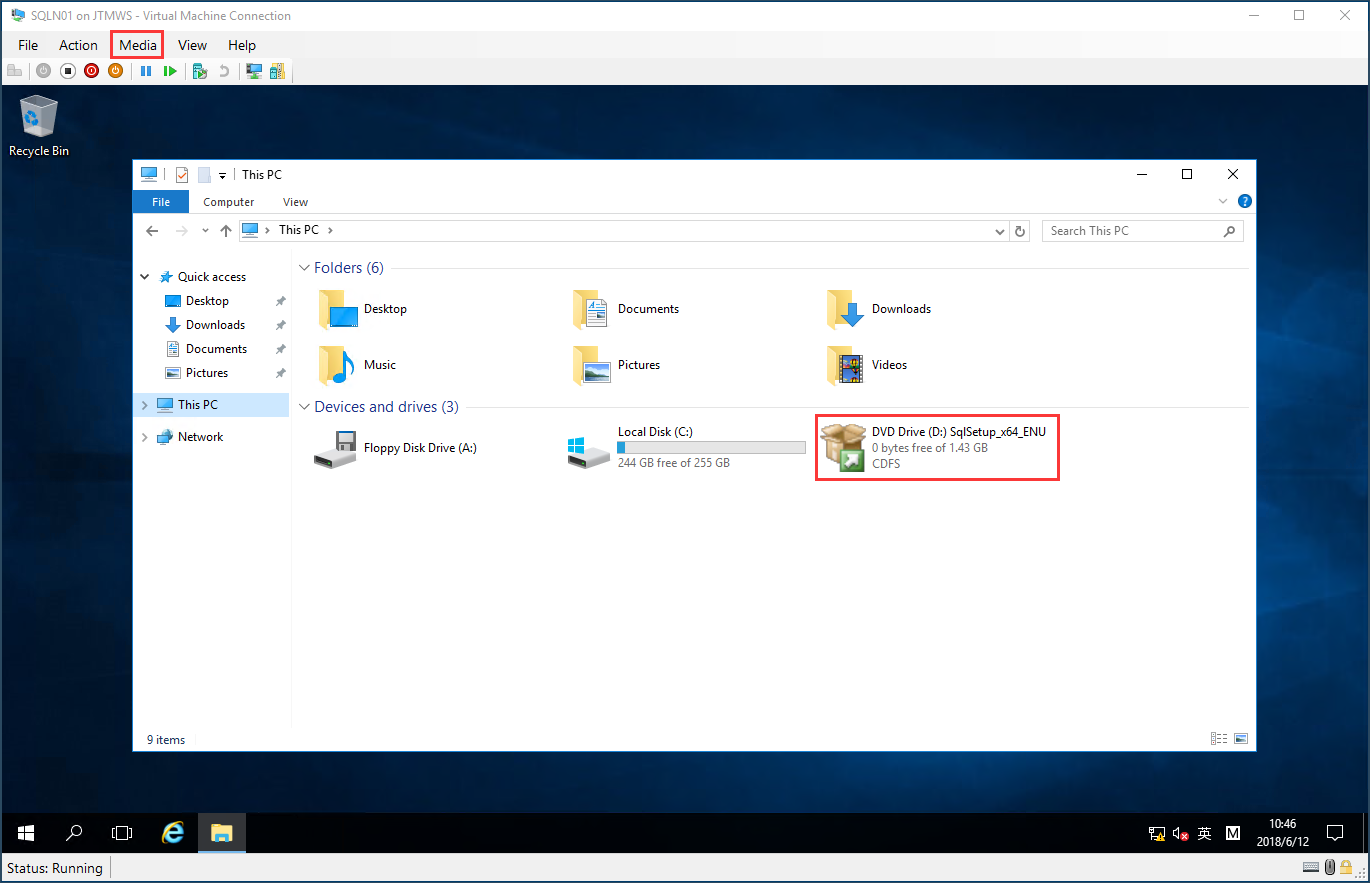 SQLN01 on JTMWS - Virtual Machine Connection
File Action Media View Help
Recycle Bin
This PC
File Computer View
This PC
Search This PC
Quick access
Desktop
Downloads
Documents
Pictures
This PC
Network
Folders (6)
Desktop Documents Downloads
Music Pictures Videos
Devices and drives (3)
Floppy Disk Drive (A:)
Local Disk (C:)
244 GB free of 255 GB
DVD Drive (D:) SqlSetup_x64_ENU
0 bytes free of 1.43 GB
CDFS
9 items
英 M
10:46
2018/6/12
Status: Running